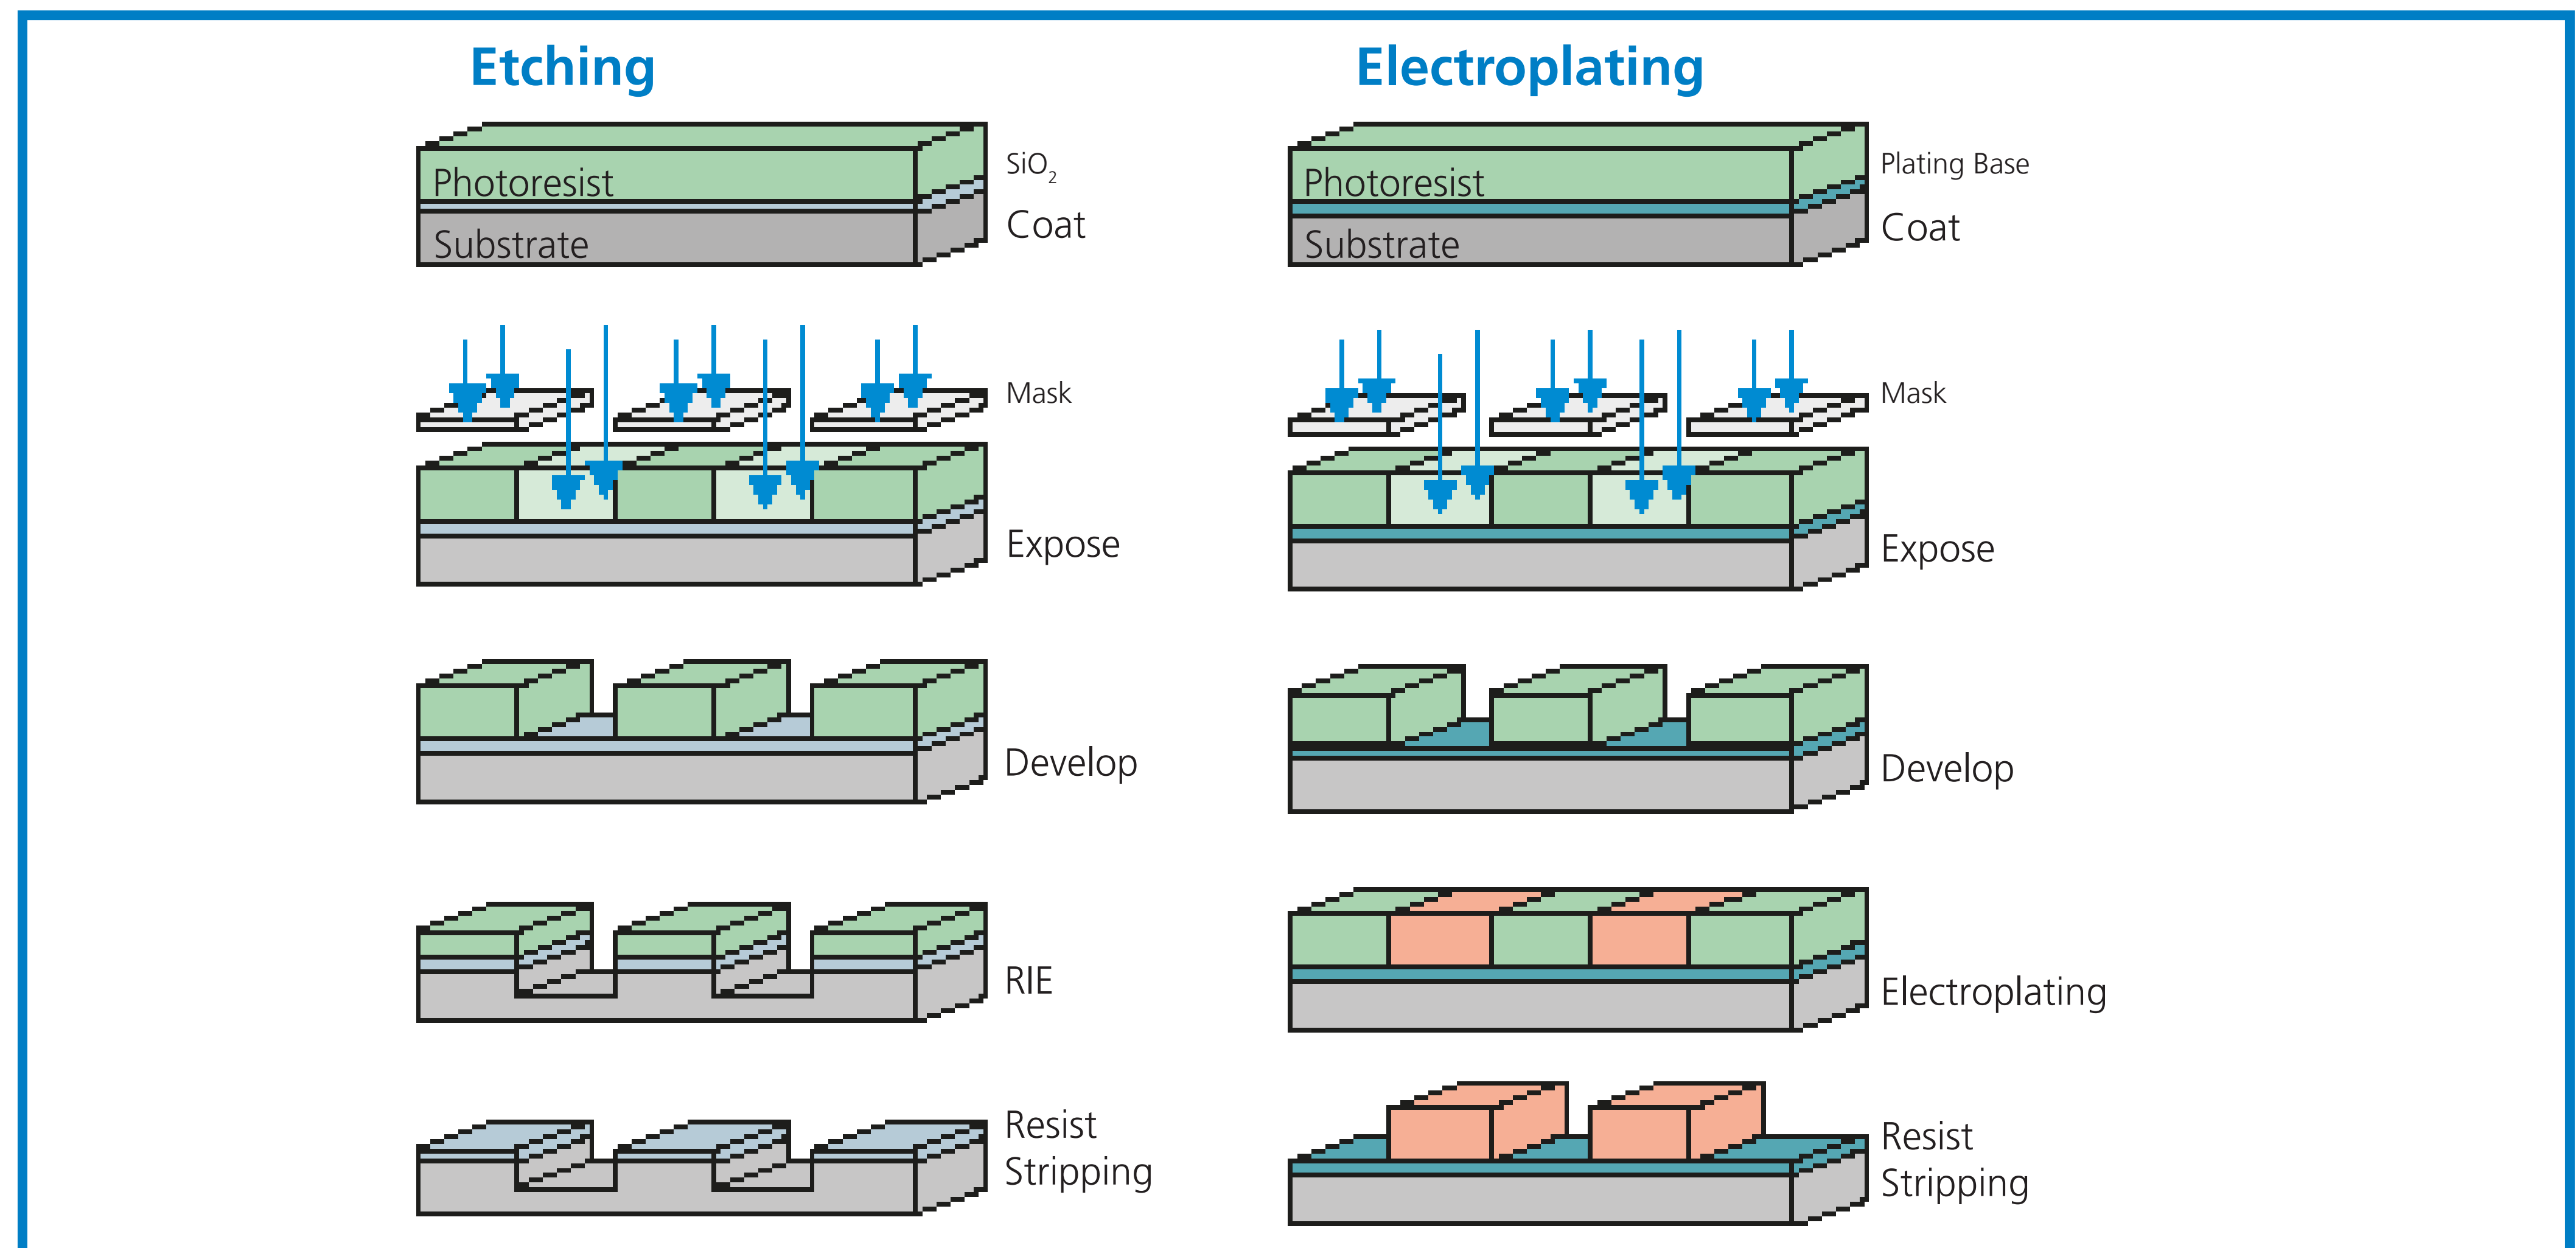 Etching
Photoresist
SiO₂
Coat
Substrate
Mask
Expose
Develop
RIE
Resist
Stripping
Electroplating
Photoresist
Plating Base
Coat
Substrate
Mask
Expose
Develop
Electroplating
Resist
Stripping